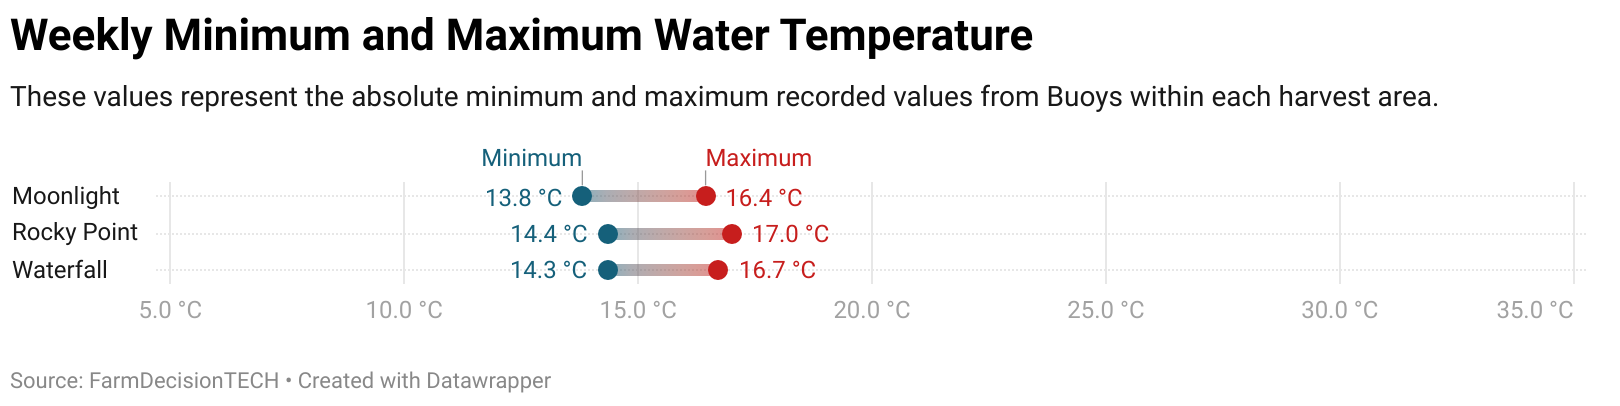 Weekly Minimum and Maximum Water Temperature
These values represent the absolute minimum and maximum recorded values from Buoys within each harvest area.
Minimum Maximum
Moonlight 13.8 °C 16.4 °C
Rocky Point 14.4 °C 17.0 °C
Waterfall 14.3 °C 16.7 °C
5.0 °C 10.0 °C 15.0 °C 20.0 °C 25.0 °C 30.0 °C 35.0 °C
Source: FarmDecisionTECH • Created with Datawrapper